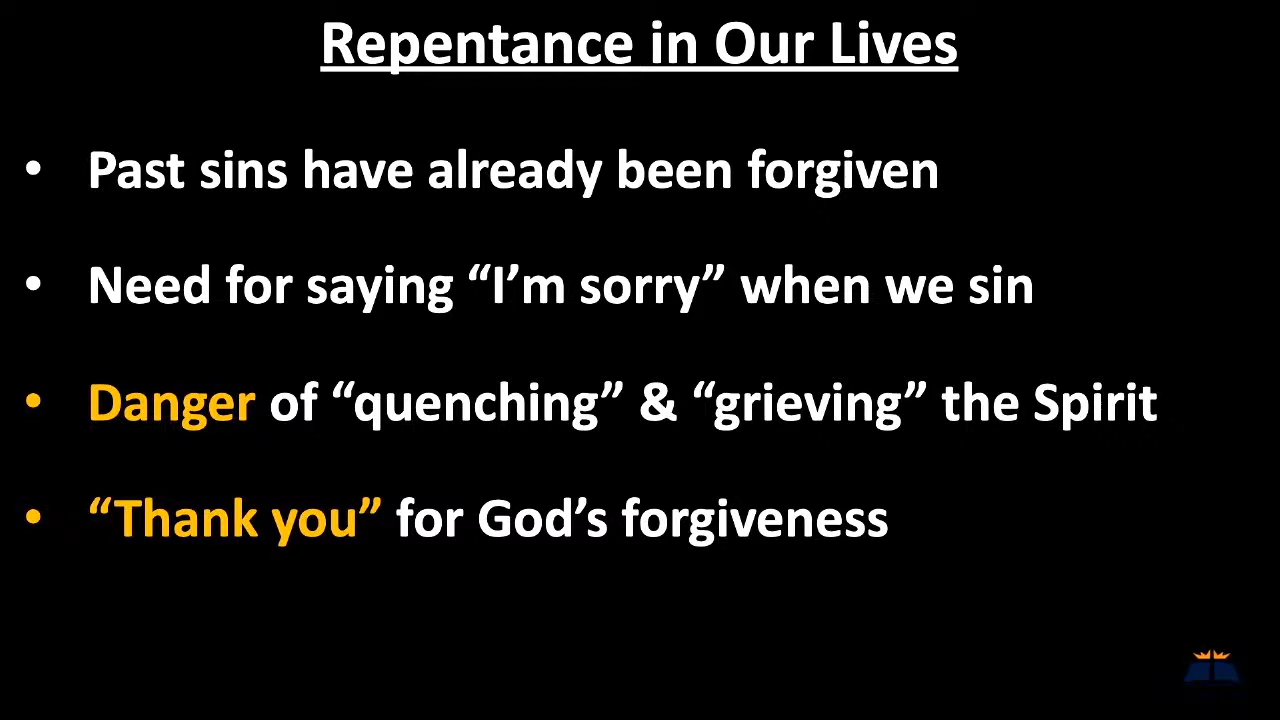 Repentance in Our Lives
• Past sins have already been forgiven
• Need for saying “I’m sorry” when we sin
• Danger of “quenching” & “grieving” the Spirit
• “Thank you” for God’s forgiveness